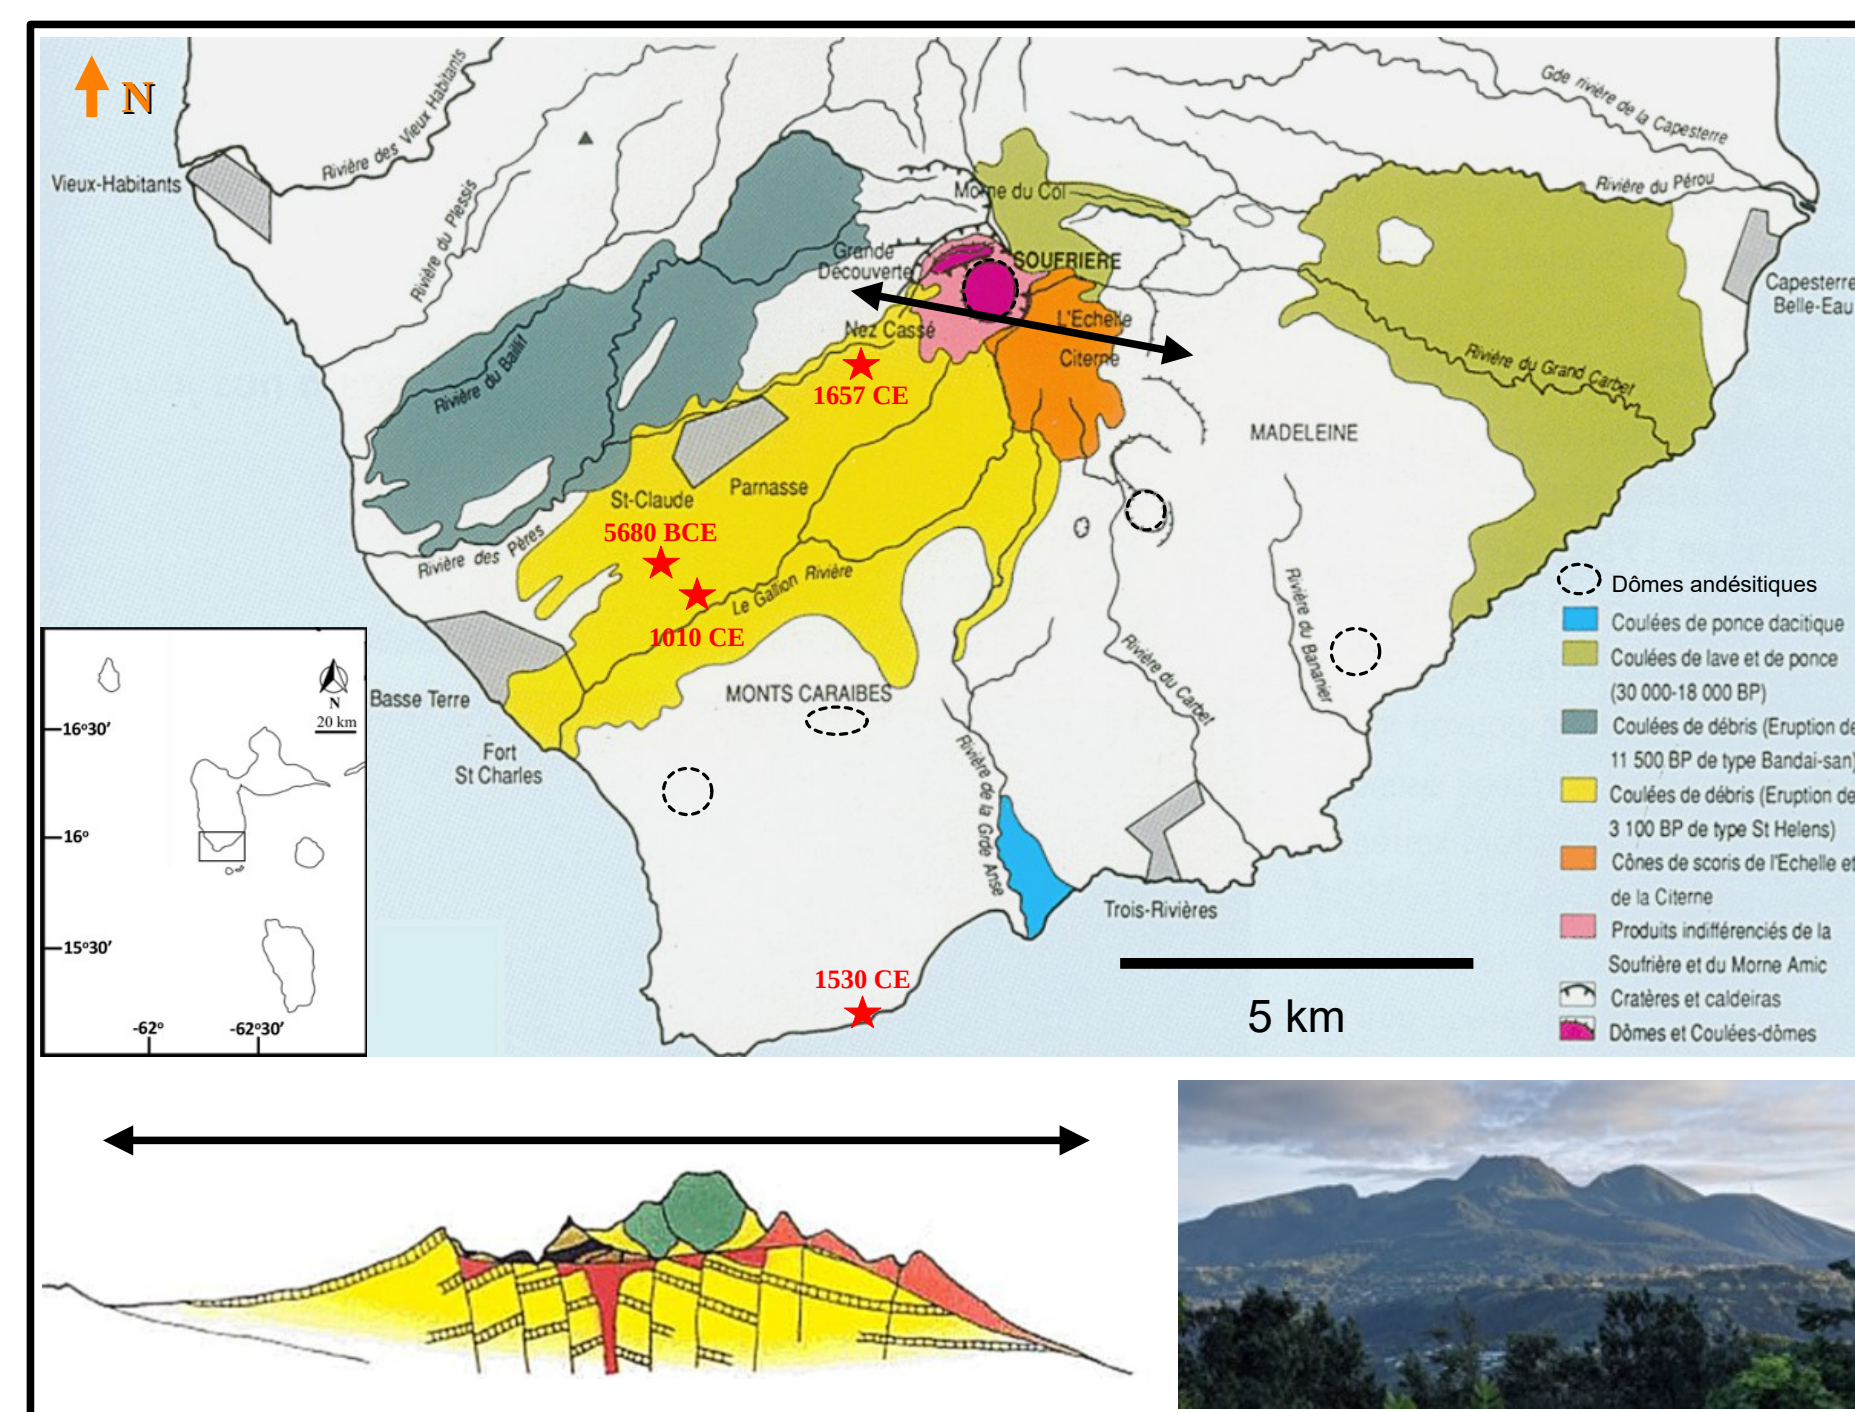 N
Vieux-Habitants
Rivière des Vieux Habitants
Rivière du Plessis
Gde rivière de la Capesterre
Rivière du Pérou
Capesterre
Belle-Eau
Morne du Col
Grande
Découverte
SOUFRIERE
Nez Cassé
L'Echelle
Citerne
1657 CE
Rivière du Baillif
Rivière du Grand Carbet
MADELEINE
St-Claude
Parnasse
5680 BCE
Rivière des Pères
Le Gallion Rivière
1010 CE
Basse Terre
MONTS CARAIBES
Fort
St Charles
Rivière du Bananier
Rivière du Carbet
Rivière de la Grde Anse
Trois-Rivières
1530 CE
5 km
Dômes andésitiques
Coulées de ponce dacitique
Coulées de lave et de ponce
(30 000-18 000 BP)
Coulées de débris (Eruption de
11 500 BP de type Bandai-san)
Coulées de débris (Eruption de
3 100 BP de type St Helens)
Cônes de scoris de l'Echelle et
de la Citerne
Produits indifférenciés de la
Soufrière et du Morne Amic
Cratères et caldeiras
Dômes et Coulées-dômes
N
20 km
16°30′
16°
15°30′
-62°
-62°30′